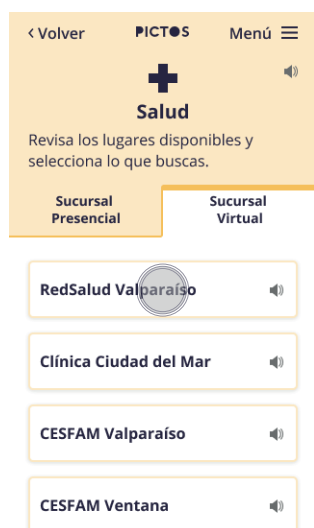 < Volver PICTOS Menú
Salud
Revisa los lugares disponibles y
selecciona lo que buscas.
Sucursal
Presencial
Sucursal
Virtual
RedSalud Valparaíso
Clínica Ciudad del Mar
CESFAM Valparaíso
CESFAM Ventana